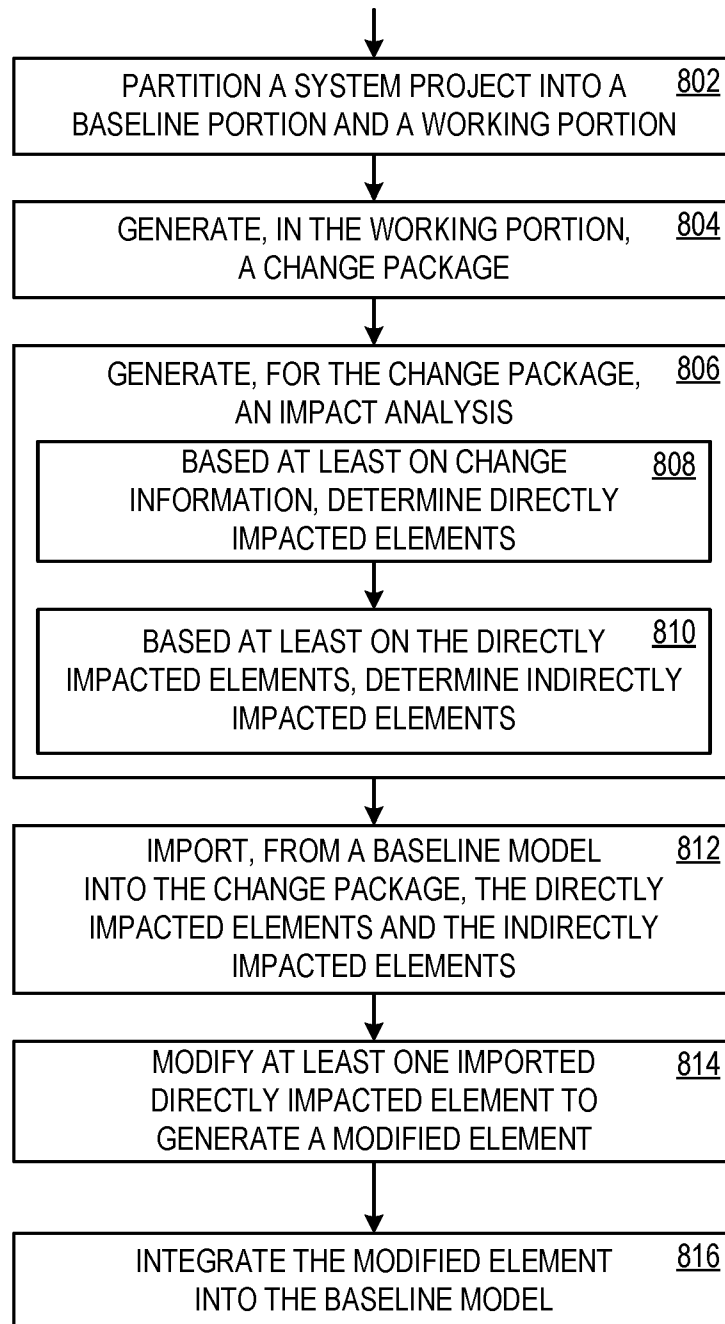 PARTITION A SYSTEM PROJECT INTO A 802
BASELINE PORTION AND A WORKING PORTION
GENERATE, IN THE WORKING PORTION, 804
A CHANGE PACKAGE
GENERATE, FOR THE CHANGE PACKAGE, 806
AN IMPACT ANALYSIS
BASED AT LEAST ON CHANGE 808
INFORMATION, DETERMINE DIRECTLY
IMPACTED ELEMENTS
BASED AT LEAST ON THE DIRECTLY 810
IMPACTED ELEMENTS, DETERMINE INDIRECTLY
IMPACTED ELEMENTS
IMPORT, FROM A BASELINE MODEL 812
INTO THE CHANGE PACKAGE, THE DIRECTLY
IMPACTED ELEMENTS AND THE INDIRECTLY
IMPACTED ELEMENTS
MODIFY AT LEAST ONE IMPORTED 814
DIRECTLY IMPACTED ELEMENT TO
GENERATE A MODIFIED ELEMENT
INTEGRATE THE MODIFIED ELEMENT 816
INTO THE BASELINE MODEL